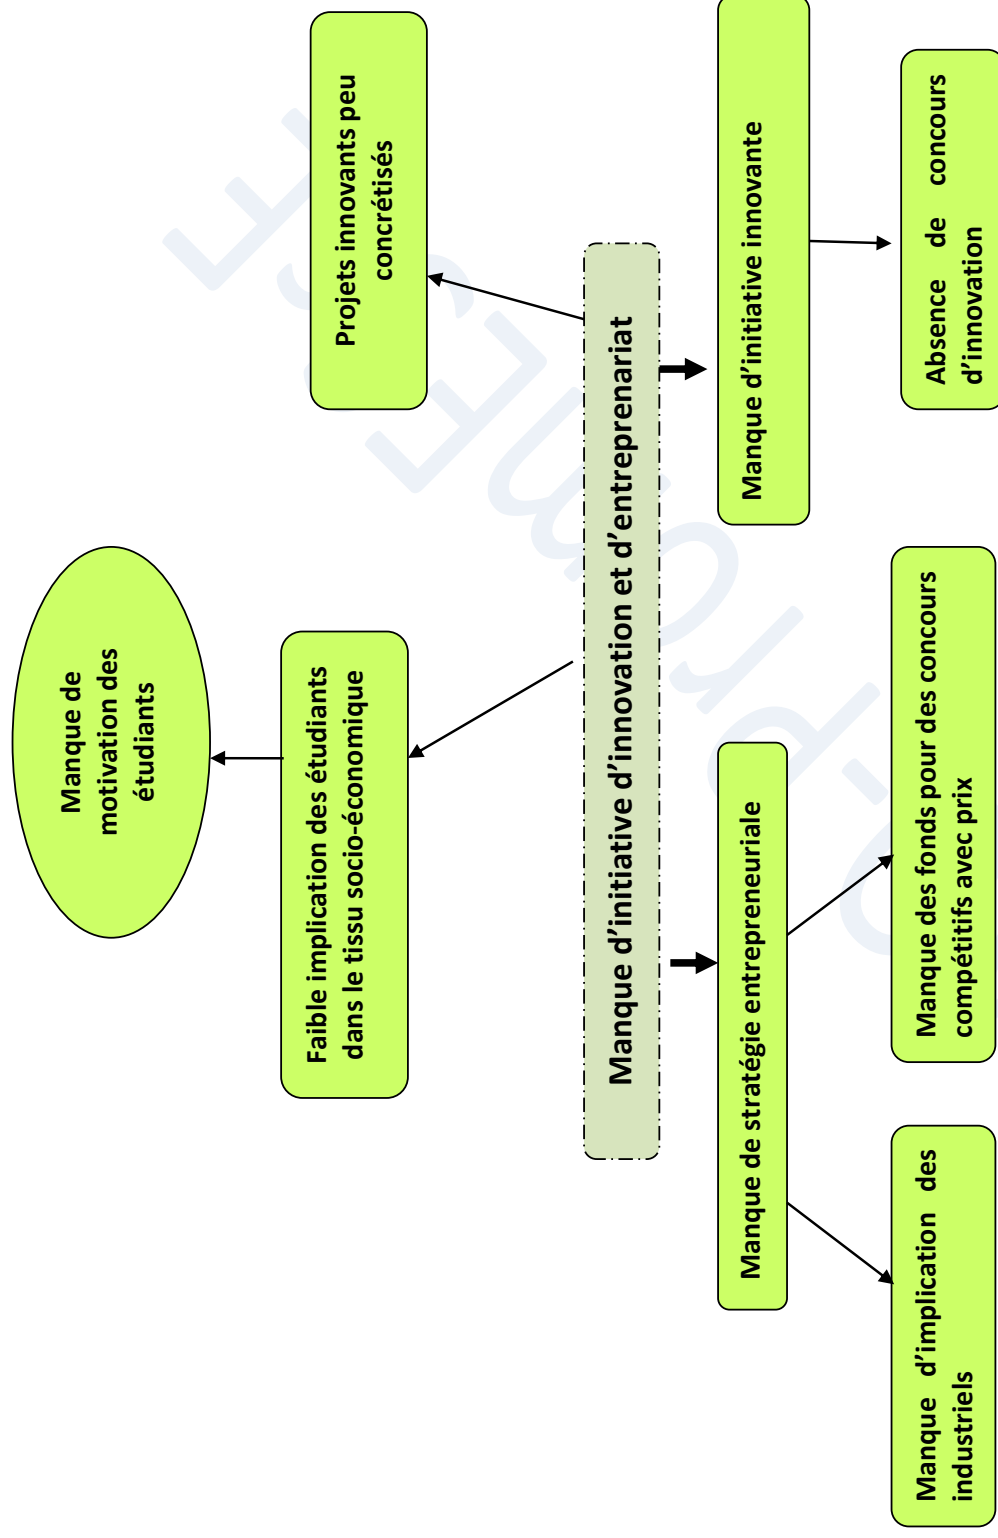 Manque de
motivation des
étudiants
Faible implication des étudiants
dans le tissu socio-économique
Projets innovants peu
concrétisés
Manque d’initiative d’innovation et d’entreprenariat
Manque de stratégie entrepreneuriale
Manque d’initiative innovante
Manque d’implication des
industriels
Manque des fonds pour des concours
compétitifs avec prix
Absence de concours
d’innovation